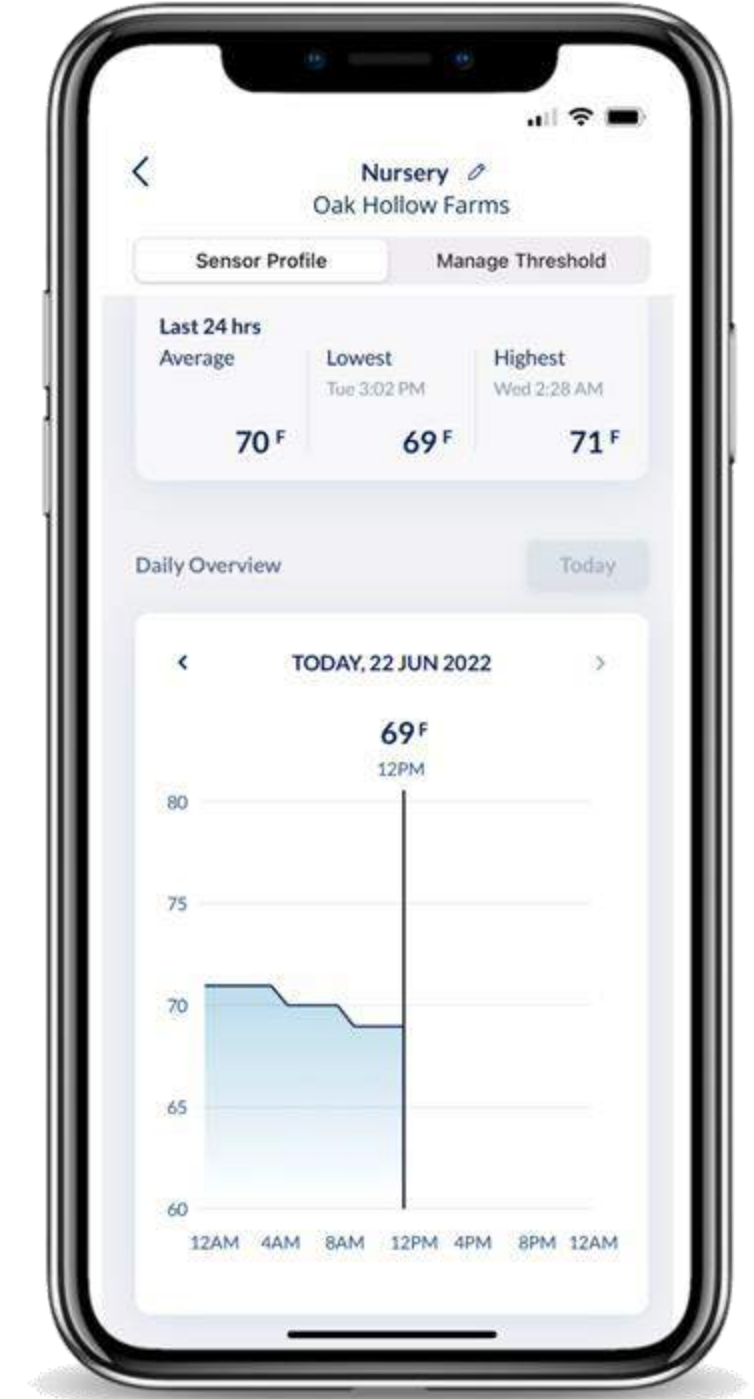 Nursery
Oak Hollow Farms
Sensor Profile Manage Threshold
Last 24 hrs
Average Lowest Highest
Tue 3:02 PM Wed 2:28 AM
70 F 69 F 71 F
Daily Overview Today
TODAY, 22 JUN 2022
69 F
12PM
80
75
70
65
60
12AM 4AM 8AM 12PM 4PM 8PM 12AM